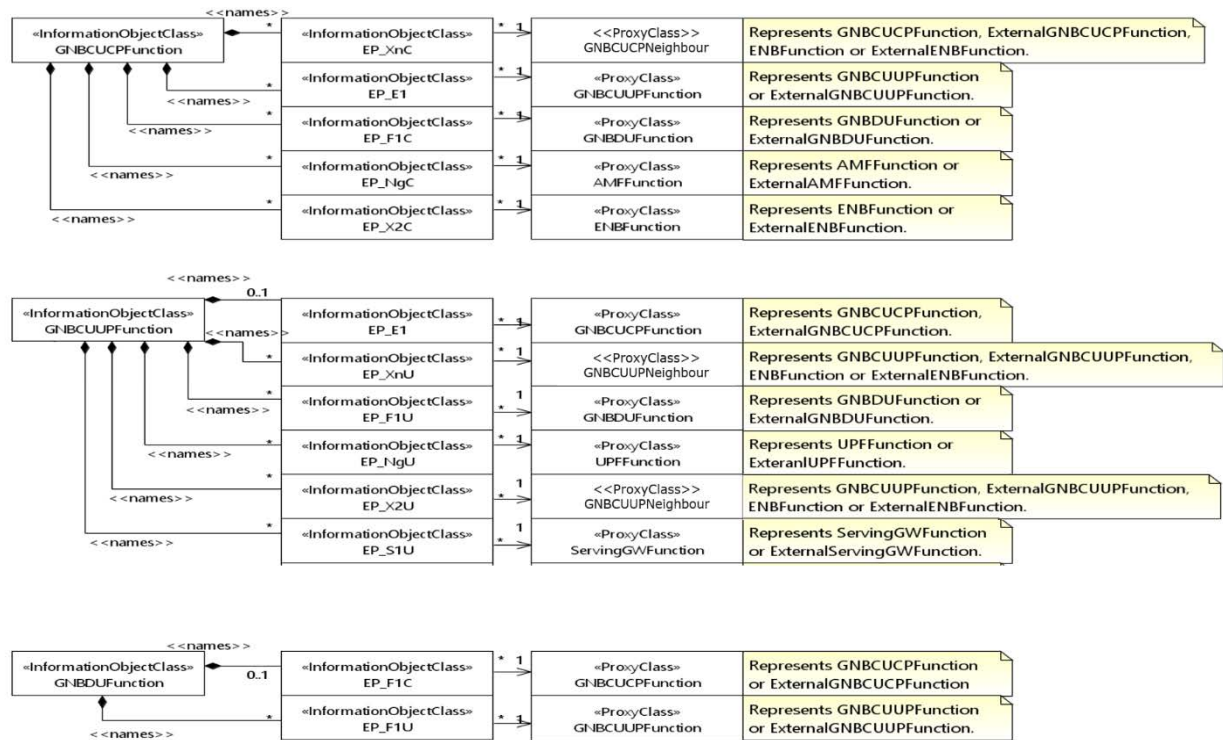 <<names>>
«InformationObjectClass»
GNBCUCPFunction
*
«InformationObjectClass»
EP_XnC
* 1
<<ProxyClass>>
GNBCUCPNeighbour
Represents GNBCUCPFunction, ExternalGNBCUCPFunction,
ENBFunction or ExternalENBFunction.
<<names>>
*
«InformationObjectClass»
EP_E1
* 1
«ProxyClass»
GNBCUUPFunction
Represents GNBCUUPFunction
or ExternalGNBCUUPFunction.
<<names>>
*
«InformationObjectClass»
EP_F1C
* 1
«ProxyClass»
GNBDUFunction
Represents GNBDUFunction or
ExternalGNBDUFunction.
<<names>>
*
«InformationObjectClass»
EP_NgC
* 1
«ProxyClass»
AMFFunction
Represents AMFFunction or
ExternalAMFFunction.
<<names>>
*
«InformationObjectClass»
EP_X2C
* 1
«ProxyClass»
ENBFunction
Represents ENBFunction or
ExternalENBFunction.
<<names>>
0..1
«InformationObjectClass»
GNBCUUPFunction
«InformationObjectClass»
EP_E1
* 1
«ProxyClass»
GNBCUCPFunction
Represents GNBCUCPFunction,
ExternalGNBCUCPFunction.
<<names>>
*
«InformationObjectClass»
EP_XnU
* 1
<<ProxyClass>>
GNBCUUPNeighbour
Represents GNBCUUPFunction, ExternalGNBCUUPFunction,
ENBFunction or ExternalENBFunction.
<<names>>
*
«InformationObjectClass»
EP_F1U
* 1
«ProxyClass»
GNBDUFunction
Represents GNBDUFunction or
ExternalGNBDUFunction.
<<names>>
*
«InformationObjectClass»
EP_NgU
* 1
«ProxyClass»
UPFFunction
Represents UPFFunction or
ExteranlUPFFunction.
<<names>>
*
«InformationObjectClass»
EP_X2U
* 1
<<ProxyClass>>
GNBCUUPNeighbour
Represents GNBCUUPFunction, ExternalGNBCUUPFunction,
ENBFunction or ExternalENBFunction.
<<names>>
*
«InformationObjectClass»
EP_S1U
* 1
«ProxyClass»
ServingGWFunction
Represents ServingGWFunction
or ExternalServingGWFunction.
<<names>>
0..1
«InformationObjectClass»
GNBDUFunction
«InformationObjectClass»
EP_F1C
* 1
«ProxyClass»
GNBCUCPFunction
Represents GNBCUCPFunction
or ExternalGNBCUCPFunction
<<names>>
*
«InformationObjectClass»
EP_F1U
* 1
«ProxyClass»
GNBCUUPFunction
Represents GNBCUUPFunction
or ExternalGNBCUUPFunction.